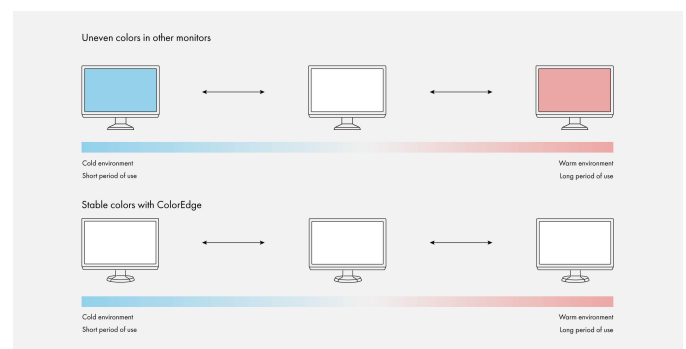 Uneven colors in other monitors
Cold environment
Warm environment
Short period of use
Long period of use
Stable colors with ColorEdge
Cold environment
Warm environment
Short period of use
Long period of use